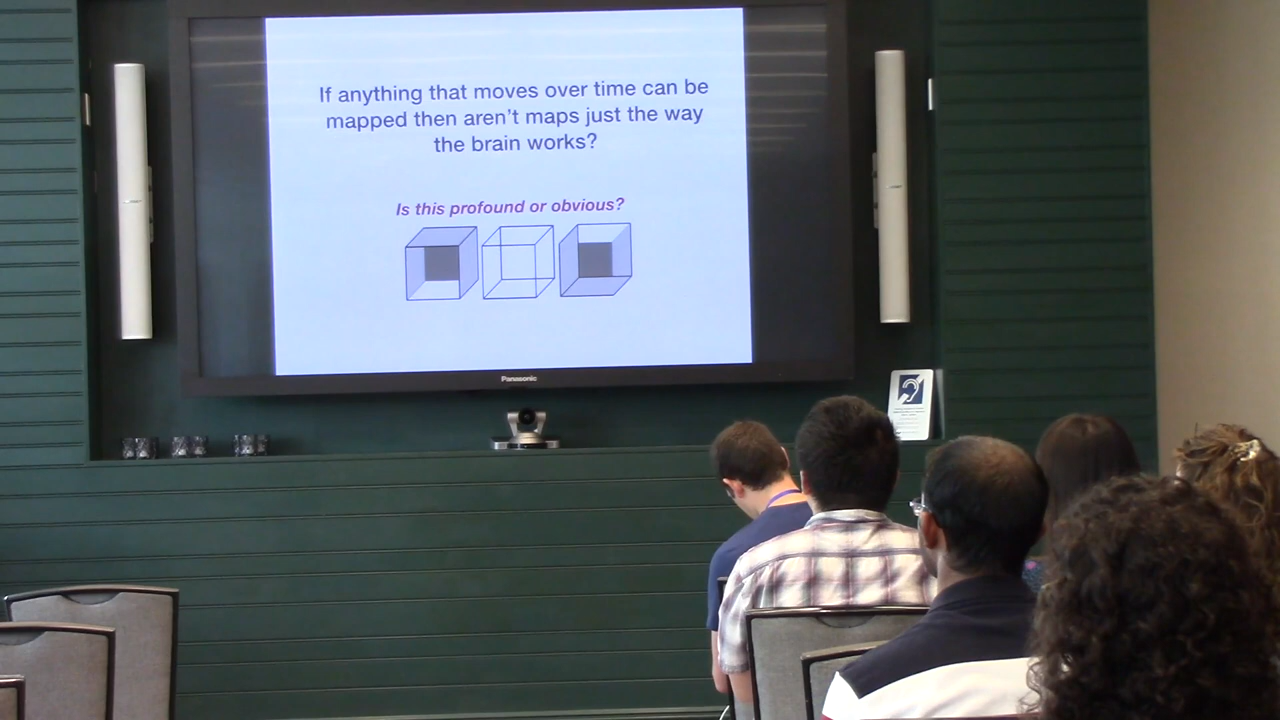 If anything that moves over time can be
mapped then aren't maps just the way
the brain works?
Is this profound or obvious?
Panasonic